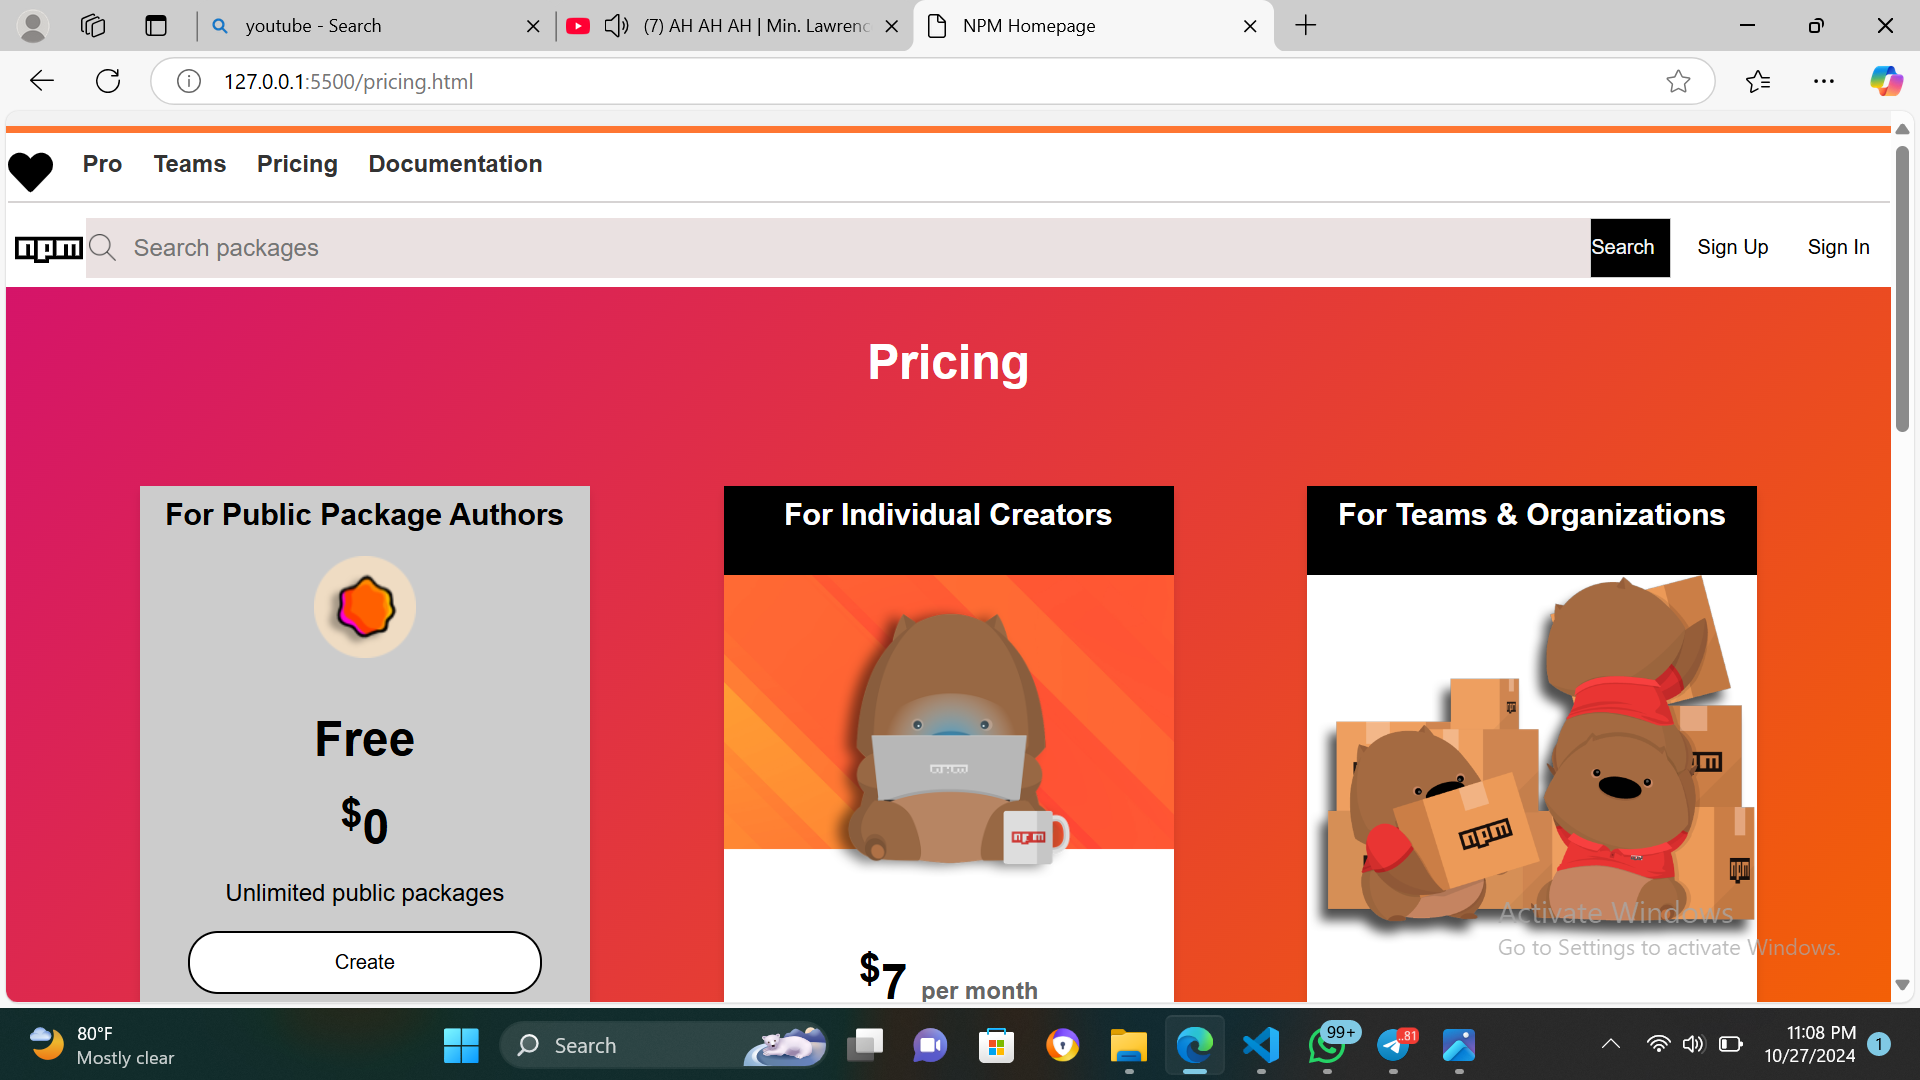 youtube - Search
(7) AH AH AH | Min. Lawrenc
NPM Homepage
127.0.0.1:5500/pricing.html
Pro Teams Pricing Documentation
npm Search packages Search Sign Up Sign In
Pricing
For Public Package Authors
Free
$0
Unlimited public packages
Create
For Individual Creators
npm
npm
$7 per month
For Teams & Organizations
npm
Activate Windows
Go to Settings to activate Windows.
80°F
Mostly clear
Search
99+
..81
11:08 PM
10/27/2024
1